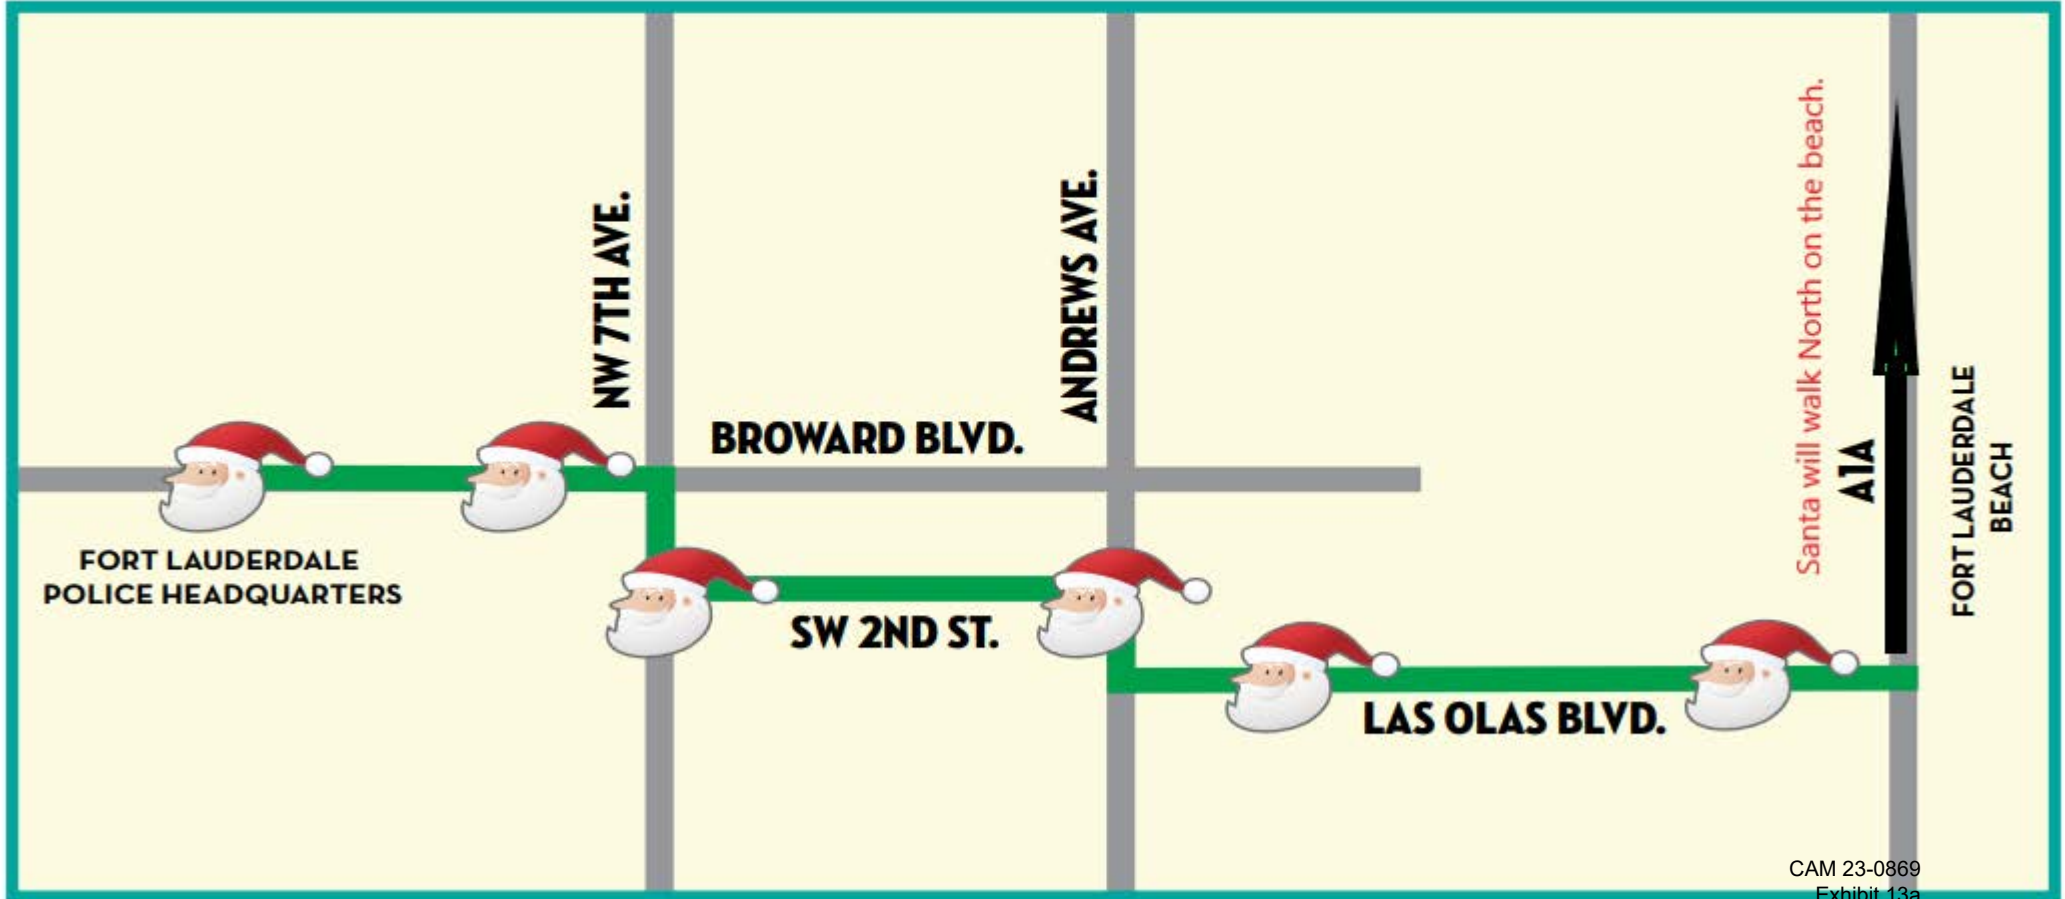 NW 7TH AVE.
ANDREWS AVE.
BROWARD BLVD.
FORT LAUDERDALE
POLICE HEADQUARTERS
SW 2ND ST.
LAS OLAS BLVD.
Santa will walk North on the beach.
A1A
FORT LAUDERDALE
BEACH
CAM 23-0869
Exhibit 13a